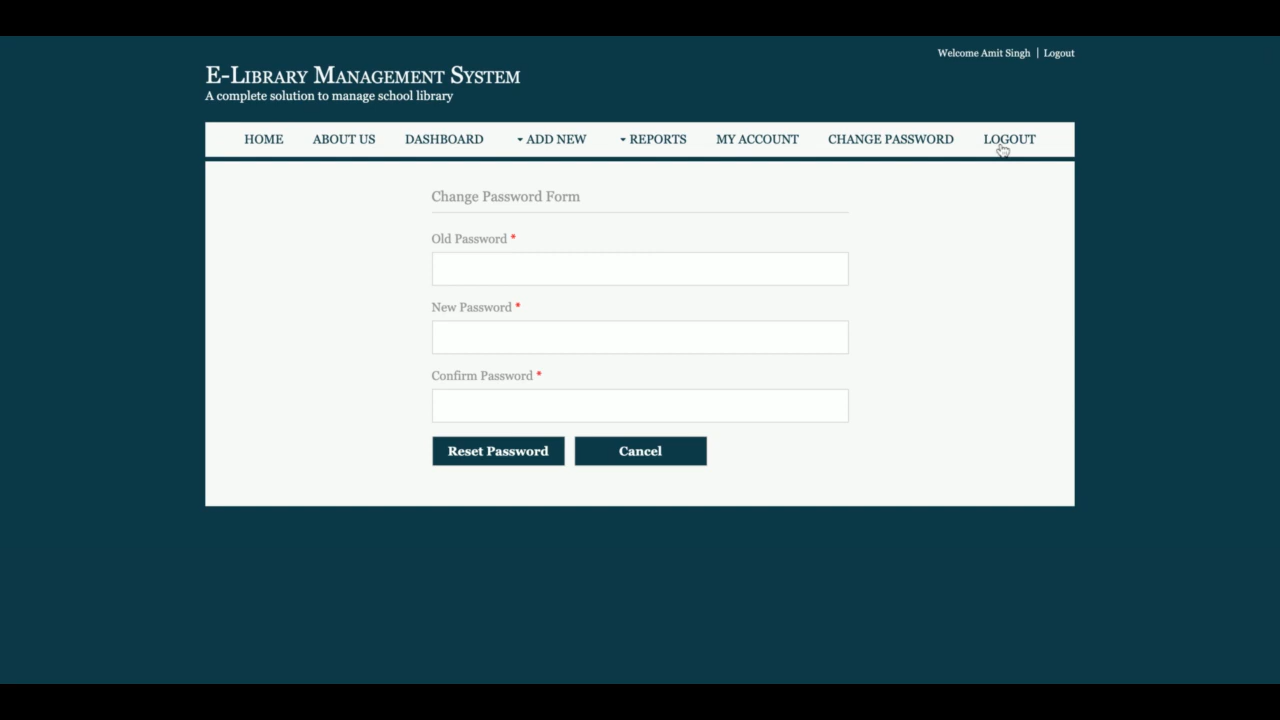 Welcome Amit Singh | Logout
E-Library Management System
A complete solution to manage school library
HOME ABOUT US DASHBOARD ADD NEW REPORTS MY ACCOUNT CHANGE PASSWORD LOGOUT
Change Password Form
Old Password *
New Password *
Confirm Password *
Reset Password Cancel